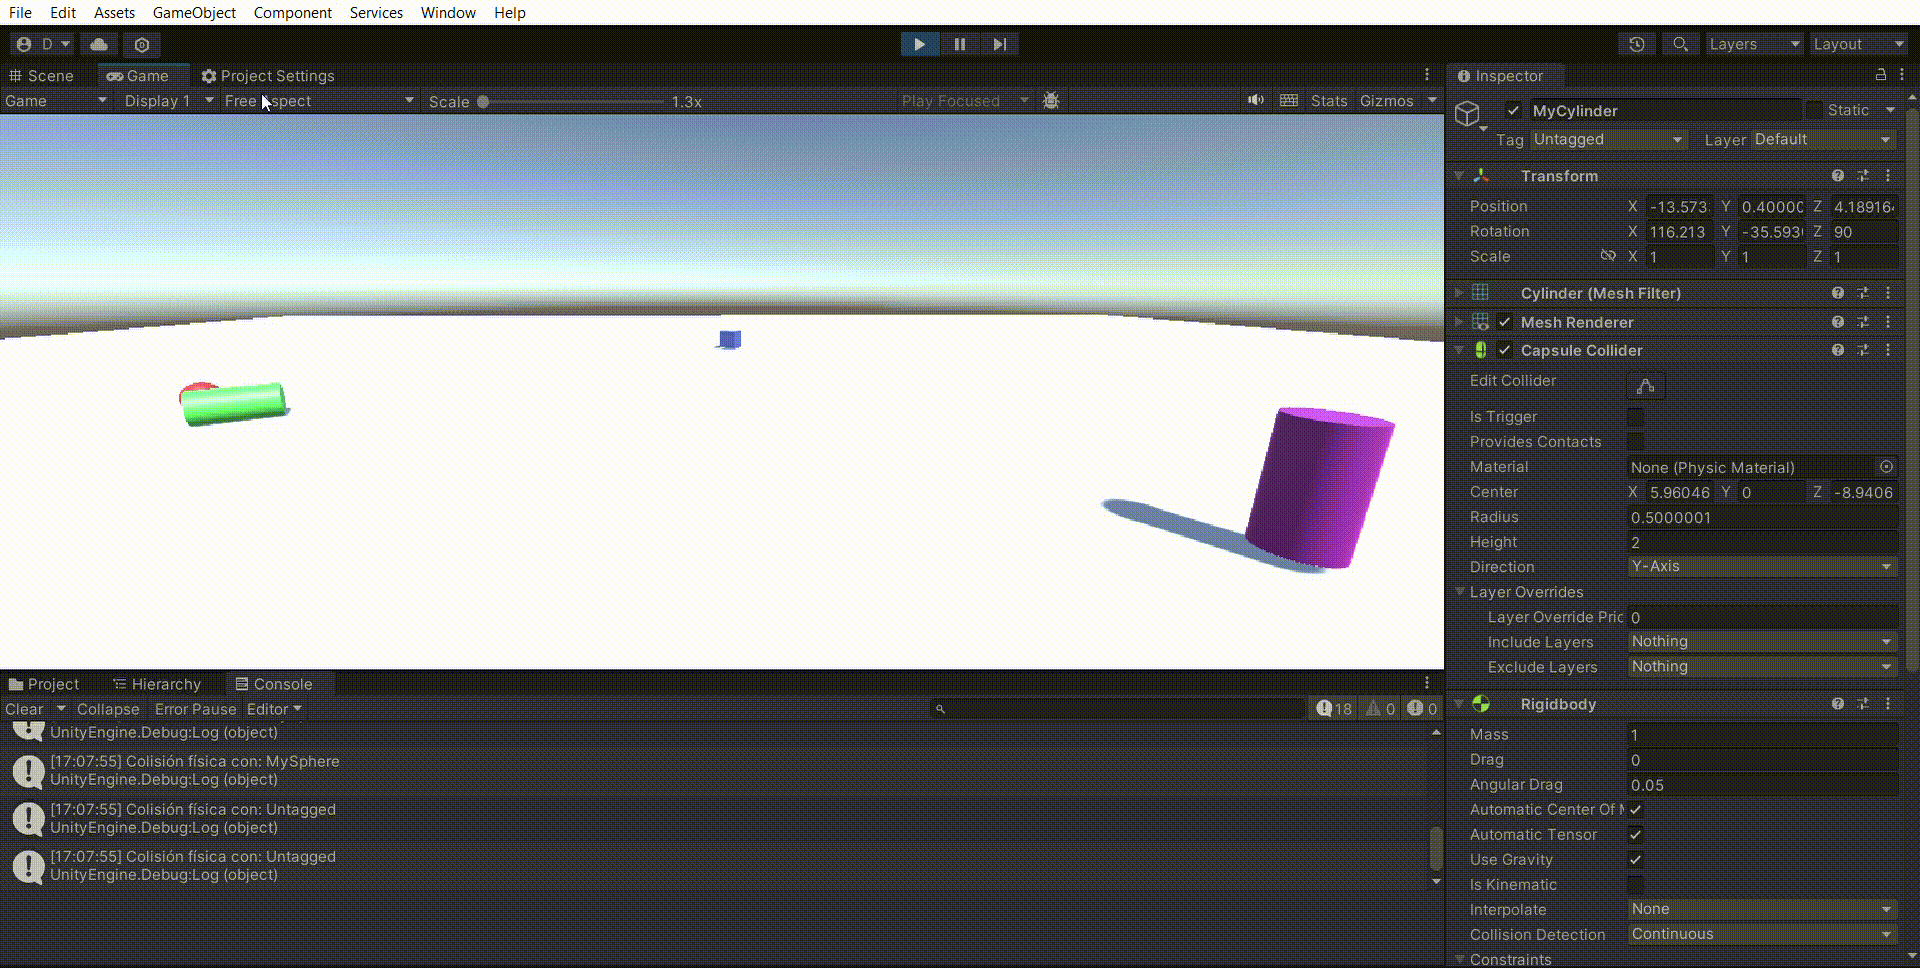 File Edit Assets GameObject Component Services Window Help
D Layers Layout
Scene Game Project Settings
Game Display 1 Free Aspect Scale 1.3x Play Focused Stats Gizmos
Inspector
MyCylinder Static
Tag Untagged Layer Default
Transform
Position X -13.573 Y 0.4000 Z 4.18916
Rotation X 116.213 Y -35.593 Z 90
Scale X 1 Y 1 Z 1
Cylinder (Mesh Filter)
Mesh Renderer
Capsule Collider
Edit Collider
Is Trigger
Provides Contacts
Material None (Physic Material)
Center X 5.96046 Y 0 Z -8.9406
Radius 0.5000001
Height 2
Direction Y-Axis
Layer Overrides
Layer Override Pric 0
Include Layers Nothing
Exclude Layers Nothing
Rigidbody
Mass 1
Drag 0
Angular Drag 0.05
Automatic Center Of
Automatic Tensor
Use Gravity
Is Kinematic
Interpolate None
Collision Detection Continuous
Constraints
Project Hierarchy Console
Clear Collapse Error Pause Editor 18 0 0
UnityEngine.Debug:Log (object)
[17:07:55] Colisión física con: MySphere
UnityEngine.Debug:Log (object)
[17:07:55] Colisión física con: Untagged
UnityEngine.Debug:Log (object)
[17:07:55] Colisión física con: Untagged
UnityEngine.Debug:Log (object)